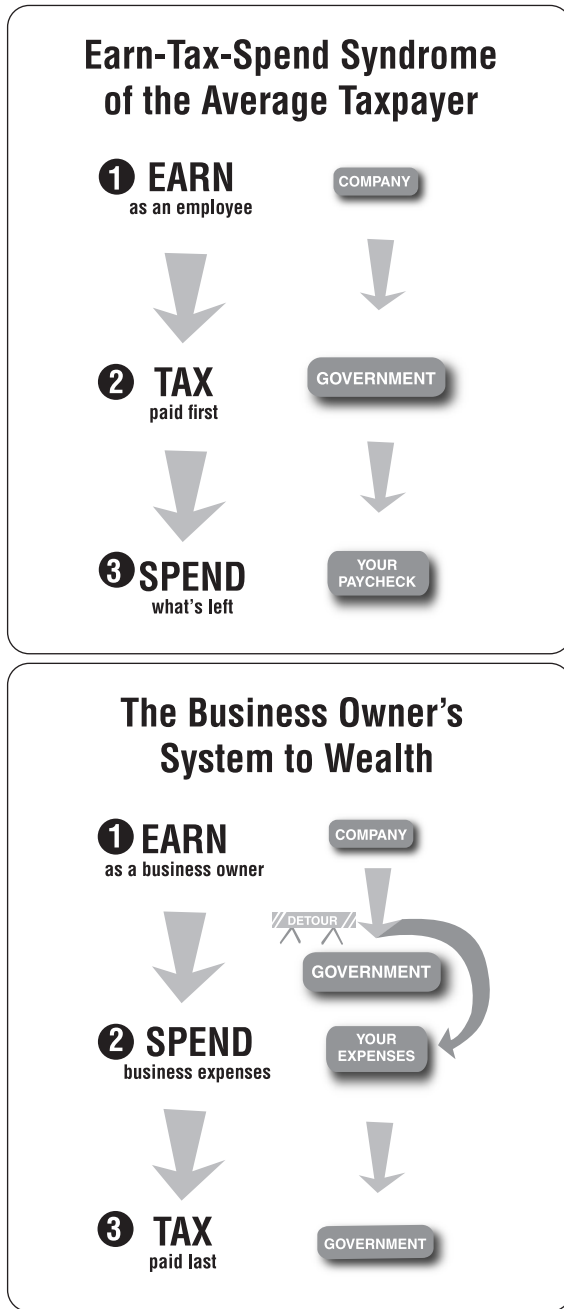 Earn-Tax-Spend Syndrome
of the Average Taxpayer
1 EARN
as an employee
COMPANY
2 TAX
paid first
GOVERNMENT
3 SPEND
what's left
YOUR
PAYCHECK
The Business Owner's
System to Wealth
1 EARN
as a business owner
COMPANY
DETOUR
GOVERNMENT
2 SPEND
business expenses
YOUR
EXPENSES
3 TAX
paid last
GOVERNMENT